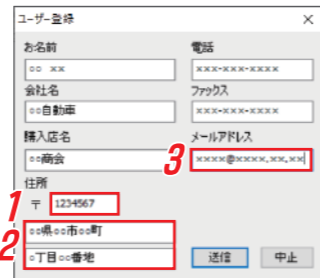 ユーザー登録
×
お名前
○○ ××
電話
×××-×××-××××
会社名
○○自動車
ファックス
×××-×××-××××
購入店名
○○商会
メールアドレス
3
××××@××××.××.××
住所
1
〒 1234567
2
○○県○○市○○町
○丁目○○番地
送信
中止